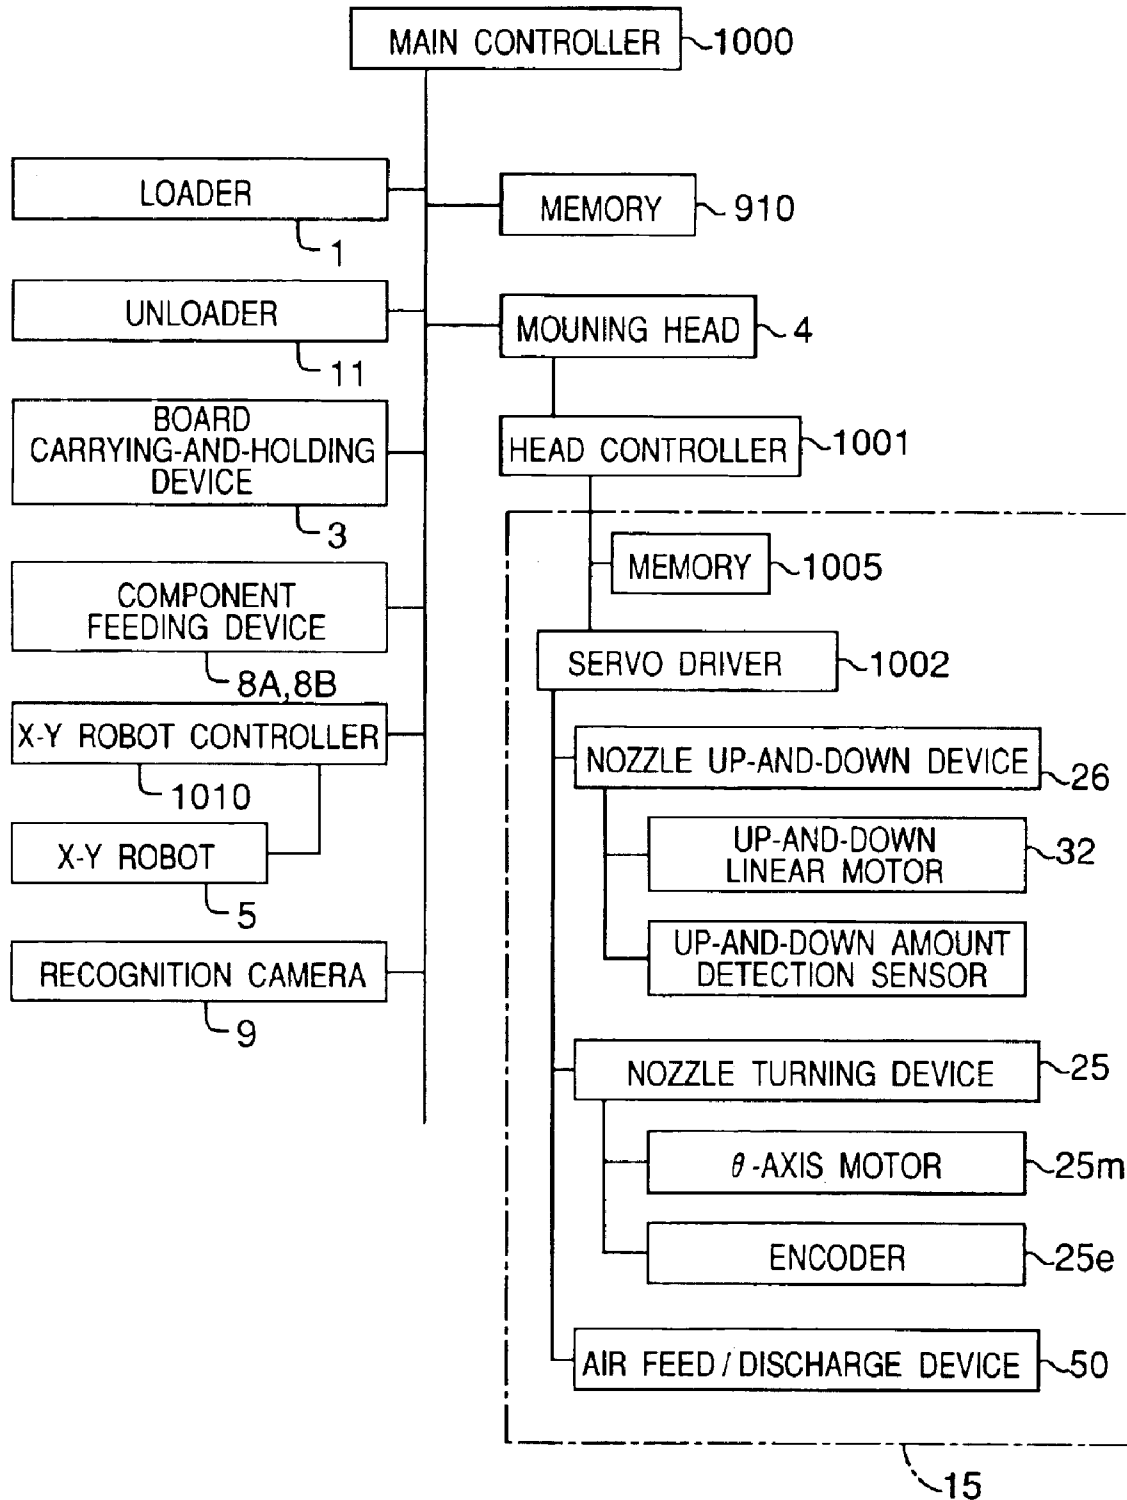 MAIN CONTROLLER
1000
LOADER
1
MEMORY
910
UNLOADER
11
MOUNING HEAD
4
BOARD
CARRYING-AND-HOLDING
DEVICE
3
HEAD CONTROLLER
1001
COMPONENT
FEEDING DEVICE
8A,8B
MEMORY
1005
SERVO DRIVER
1002
X-Y ROBOT CONTROLLER
1010
X-Y ROBOT
5
RECOGNITION CAMERA
9
NOZZLE UP-AND-DOWN DEVICE
26
UP-AND-DOWN
LINEAR MOTOR
32
UP-AND-DOWN AMOUNT
DETECTION SENSOR
NOZZLE TURNING DEVICE
25
θ-AXIS MOTOR
25m
ENCODER
25e
AIR FEED/DISCHARGE DEVICE
50
15